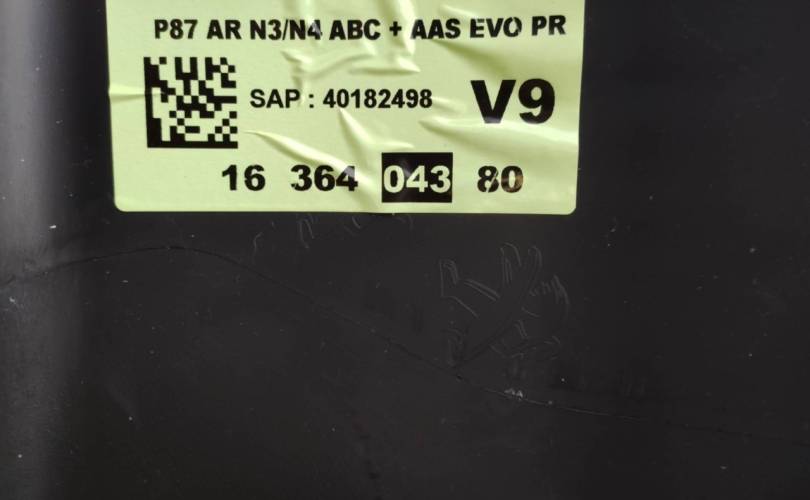 P87 AR N3/N4 ABC + AAS EVO PR
SAP : 40182498
V9
16 364 043 80